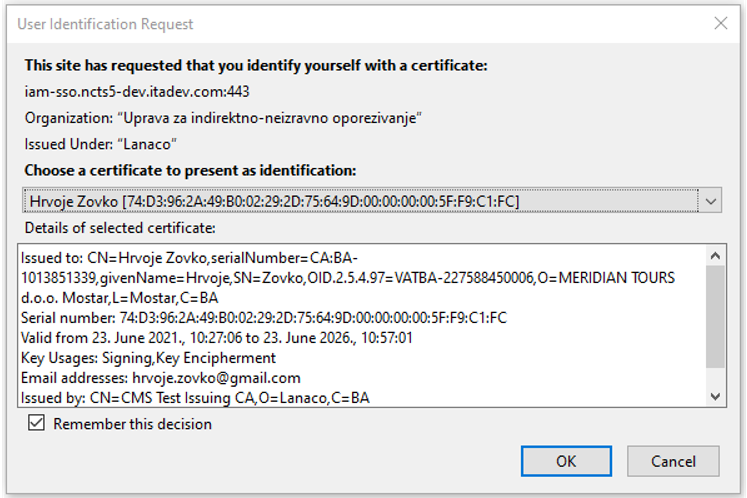 User Identification Request
This site has requested that you identify yourself with a certificate:
iam-sso.ncts5-dev.itadev.com:443
Organization: “Uprava za indirektno-neizravno oporezivanje”
Issued Under: “Lanaco”
Choose a certificate to present as identification:
Hrvoje Zovko [74:D3:96:2A:49:B0:02:29:2D:75:64:9D:00:00:00:00:5F:F9:C1:FC]
Details of selected certificate:
Issued to: CN=Hrvoje Zovko,serialNumber=CA:BA-
1013851339,givenName=Hrvoje,SN=Zovko,OID.2.5.4.97=VATBA-227588450006,O=MERIDIAN TOURS
d.o.o. Mostar,L=Mostar,C=BA
Serial number: 74:D3:96:2A:49:B0:02:29:2D:75:64:9D:00:00:00:00:5F:F9:C1:FC
Valid from 23. June 2021., 10:27:06 to 23. June 2026., 10:57:01
Key Usages: Signing,Key Encipherment
Email addresses: hrvoje.zovko@gmail.com
Issued by: CN=CMS Test Issuing CA,O=Lanaco,C=BA
Remember this decision
OK
Cancel